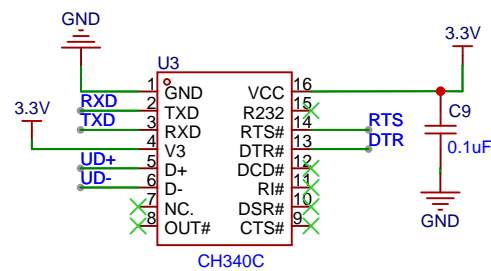 GND
U3
3.3V
RXD
1
GND
VCC
16
TXD
2
TXD
R232
15
3
RXD
RTS#
14
RTS
3.3V
4
V3
DTR#
13
DTR
C9
0.1uF
UD+
5
D+
DCD#
12
UD-
6
D-
RI#
11
7
NC.
DSR#
10
8
OUT#
CTS#
9
GND
CH340C